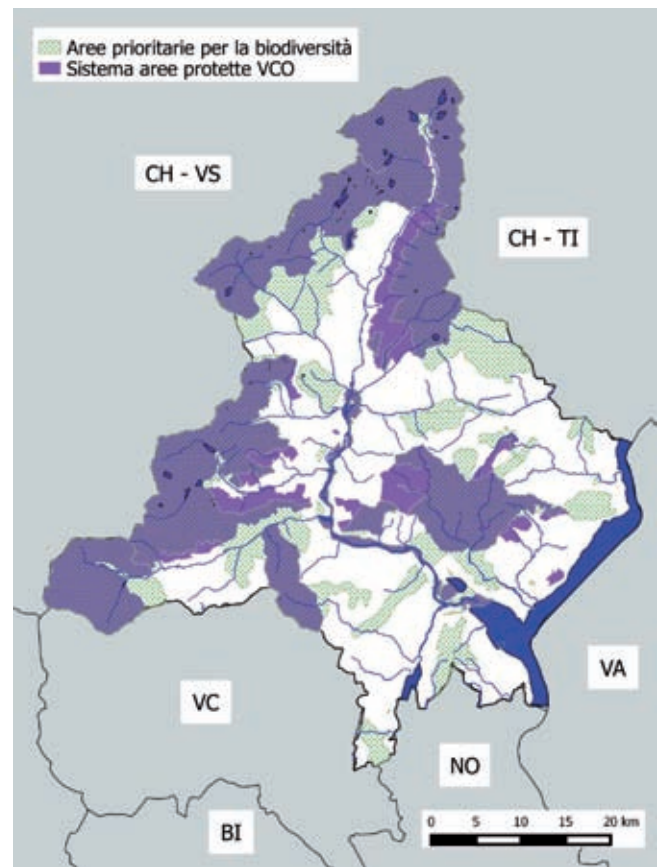 Aree prioritarie per la biodiversità
Sistema aree protette VCO
CH - VS
CH - TI
VA
VC
NO
BI
0 5 10 15 20 km